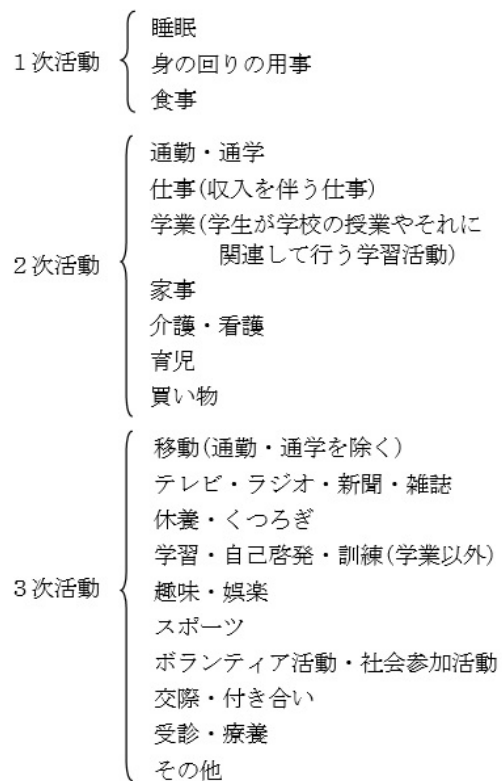 １次活動
睡眠
身の回りの用事
食事
２次活動
通勤・通学
仕事(収入を伴う仕事)
学業(学生が学校の授業やそれに
関連して行う学習活動)
家事
介護・看護
育児
買い物
３次活動
移動(通勤・通学を除く)
テレビ・ラジオ・新聞・雑誌
休養・くつろぎ
学習・自己啓発・訓練(学業以外)
趣味・娯楽
スポーツ
ボランティア活動・社会参加活動
交際・付き合い
受診・療養
その他